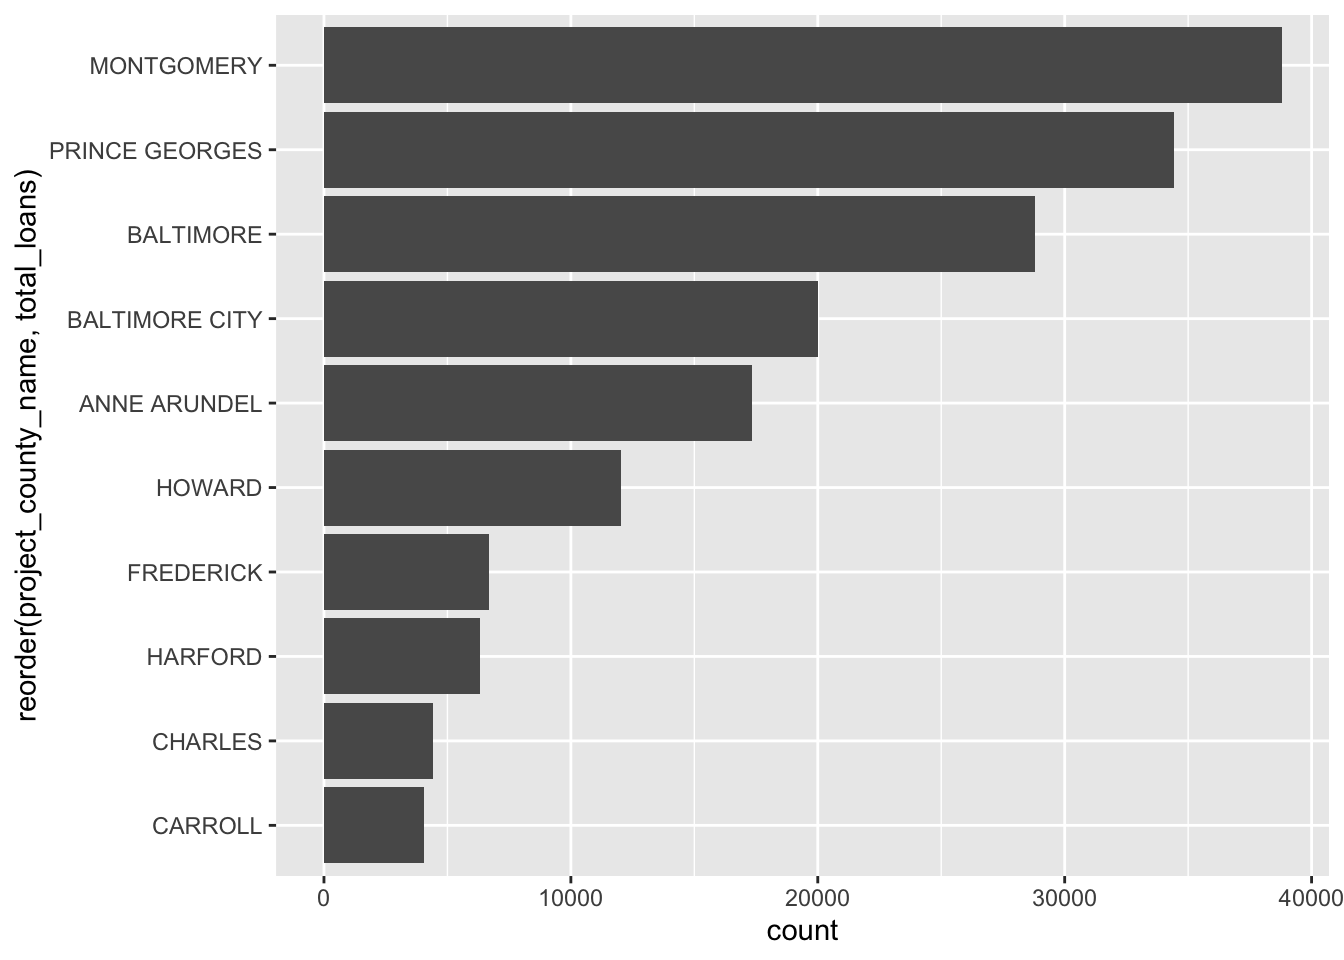 reorder(project_county_name, total_loans)
MONTGOMERY
PRINCE GEORGES
BALTIMORE
BALTIMORE CITY
ANNE ARUNDEL
HOWARD
FREDERICK
HARFORD
CHARLES
CARROLL
0 10000 20000 30000 40000
count